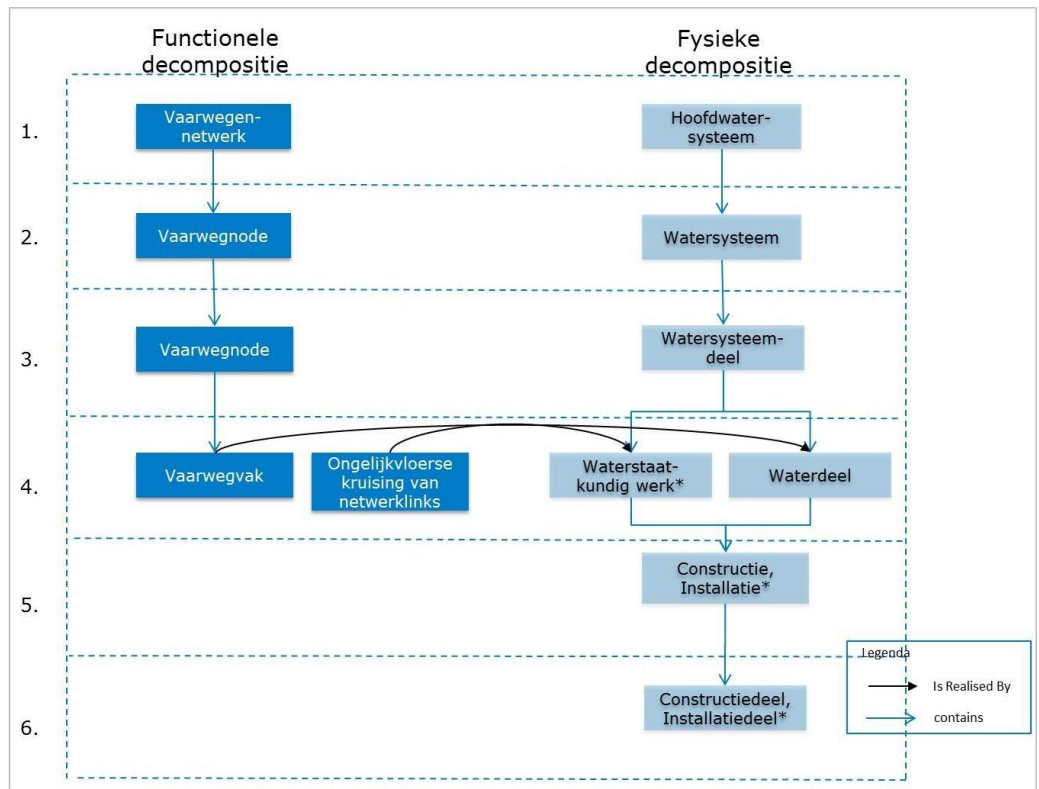 Functionele
decompositie
Fysieke
decompositie
1.
Vaarwegen-
netwerk
Hoofdwater-
systeem
2.
Vaarwegnode
Watersysteem
3.
Vaarwegnode
Watersysteem-
deel
4.
Vaarwegvak
Ongelijkvloerse
kruising van
netwerklinks
Waterstaat-
kundig werk*
Waterdeel
5.
Constructie,
Installatie*
6.
Constructiedeel,
Installatiedeel*
Legenda
Is Realised By
contains